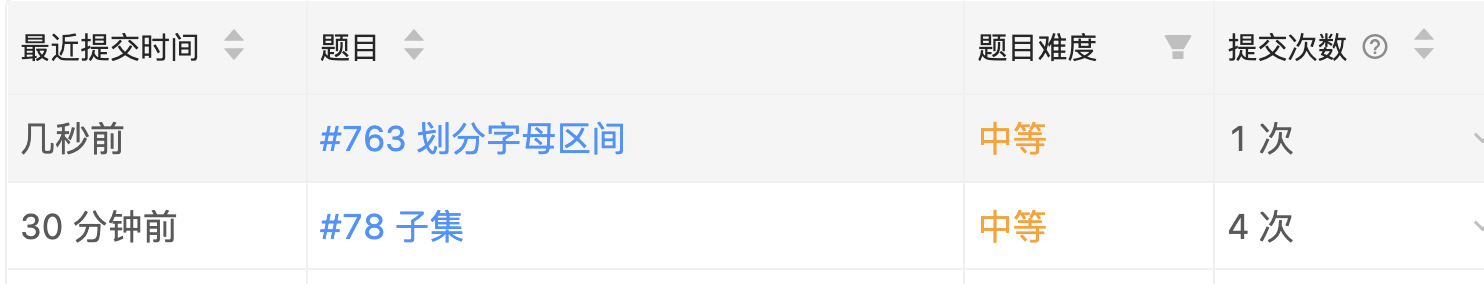 最近提交时间 题目 题目难度 提交次数
几秒前 #763 划分字母区间 中等 1 次
30 分钟前 #78 子集 中等 4 次